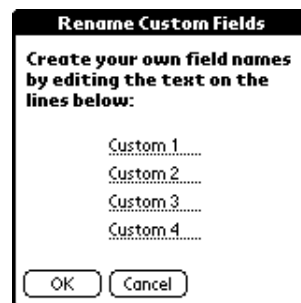 Rename Custom Fields
Create your own field names
by editing the text on the
lines below:
Custom 1
Custom 2
Custom 3
Custom 4
OK Cancel